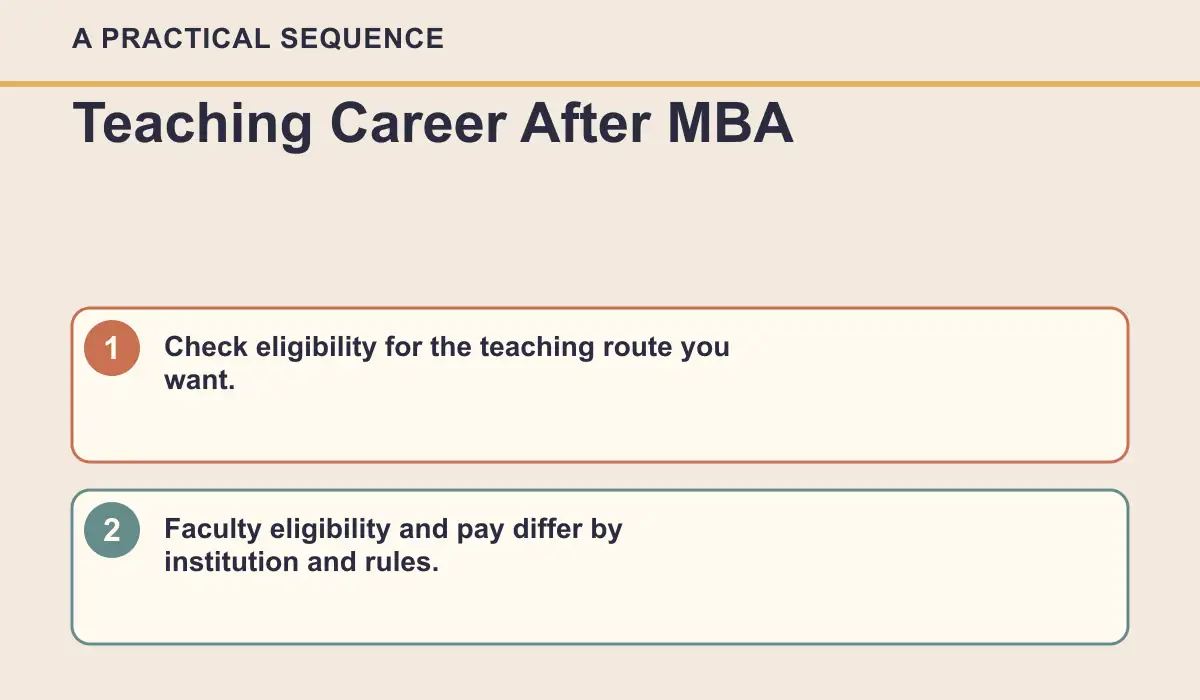 A PRACTICAL SEQUENCE
Teaching Career After MBA
1
Check eligibility for the teaching route you
want.
2
Faculty eligibility and pay differ by
institution and rules.